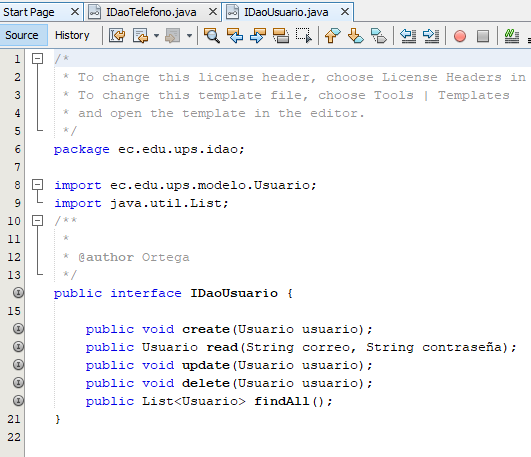 Start Page IDaoTelefono.java IDaoUsuario.java
Source History
1 /*
2 * To change this license header, choose License Headers in
3 * To change this template file, choose Tools | Templates
4 * and open the template in the editor.
5 */
6 package ec.edu.ups.idao;
7
8 import ec.edu.ups.modelo.Usuario;
9 import java.util.List;
10 /**
11 *
12 * @author Ortega
13 */
public interface IDaoUsuario {
15
public void create(Usuario usuario);
public Usuario read(String correo, String contraseña);
public void update(Usuario usuario);
public void delete(Usuario usuario);
public List<Usuario> findAll();
21 }
22